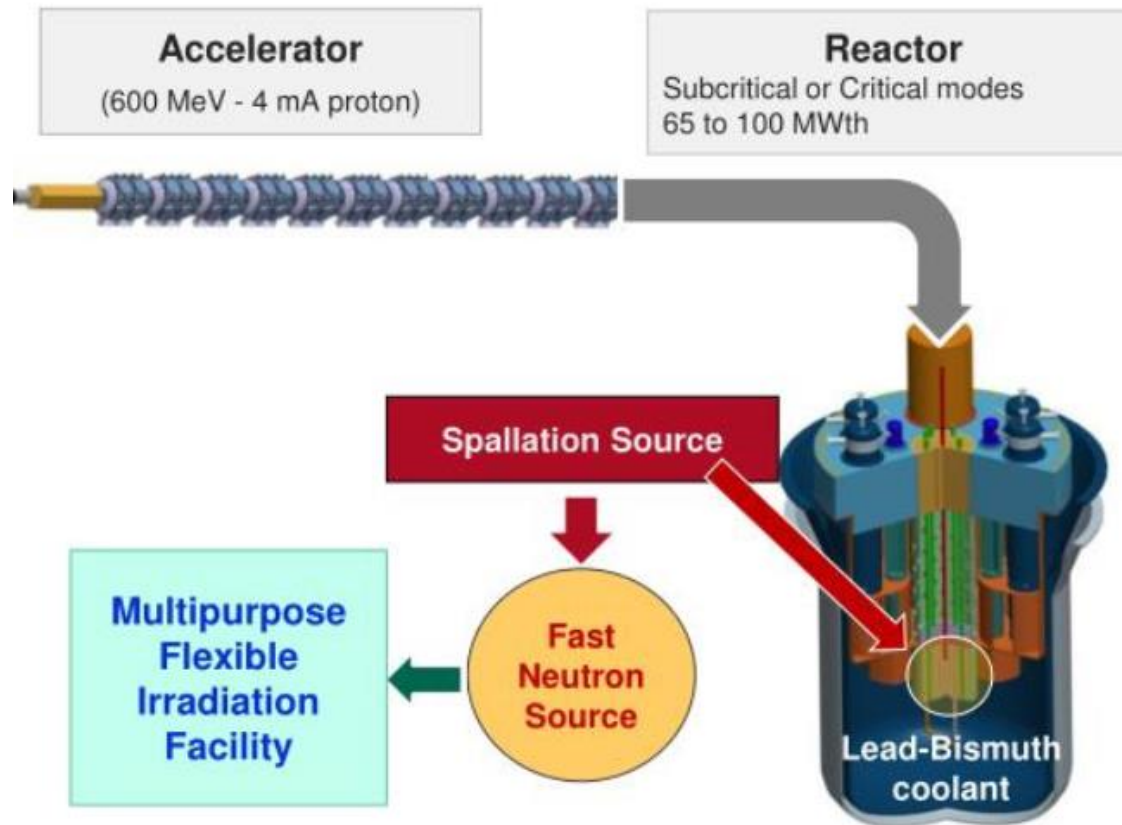 Accelerator
(600 MeV - 4 mA proton)
Reactor
Subcritical or Critical modes
65 to 100 MWth
Spallation Source
Multipurpose
Flexible
Irradiation
Facility
Fast
Neutron
Source
Lead-Bismuth
coolant